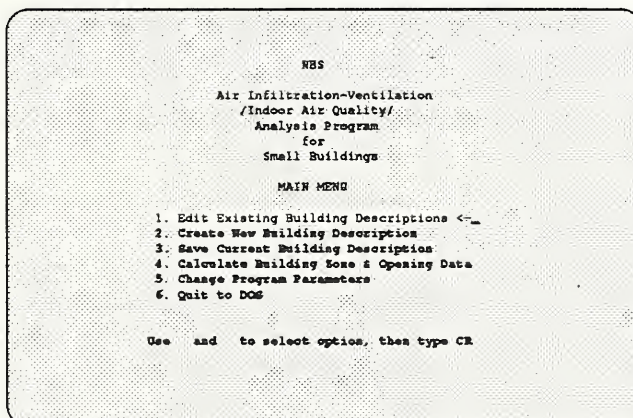 NBS
Air Infiltration-Ventilation
/Indoor Air Quality/
Analysis Program
for
Small Buildings
MAIN MENU
1. Edit Existing Building Descriptions <-_
2. Create New Building Description
3. Save Current Building Description
4. Calculate Building Zone & Opening Data
5. Change Program Parameters
6. Quit to DOS
Use and to select option, then type CR